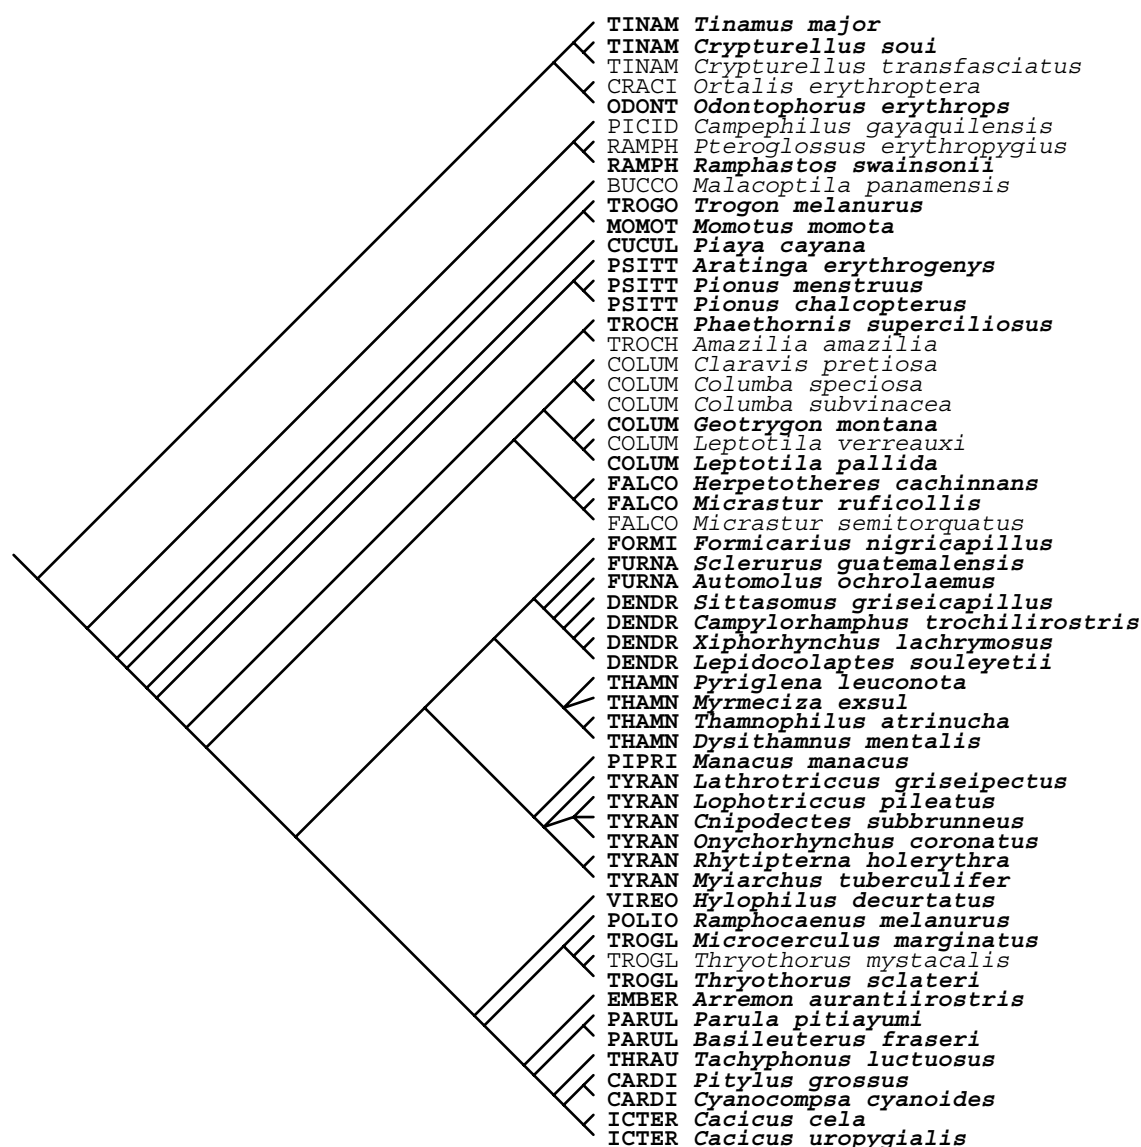 TINAM Tinamus major
TINAM Crypturellus soui
TINAM Crypturellus transfasciatus
CRACI Ortalis erythroptera
ODONT Odontophorus erythrops
PICID Campephilus gayaquilensis
RAMPH Pteroglossus erythropygius
RAMPH Ramphastos swainsonii
BUCCO Malacoptila panamensis
TROGO Trogon melanurus
MOMOT Momotus momota
CUCUL Piaya cayana
PSITT Aratinga erythrogenys
PSITT Pionus menstruus
PSITT Pionus chalcopterus
TROCH Phaethornis superciliosus
TROCH Amazilia amazilia
COLUM Claravis pretiosa
COLUM Columba speciosa
COLUM Columba subvinacea
COLUM Geotrygon montana
COLUM Leptotila verreauxi
COLUM Leptotila pallida
FALCO Herpetotheres cachinnans
FALCO Micrastur ruficollis
FALCO Micrastur semitorquatus
FORMI Formicarius nigricapillus
FURNA Sclerurus guatemalensis
FURNA Automolus ochrolaemus
DENDR Sittasomus griseicapillus
DENDR Campylorhamphus trochilirostris
DENDR Xiphorhynchus lachrymosus
DENDR Lepidocolaptes souleyetii
THAMN Pyriglena leuconota
THAMN Myrmeciza exsul
THAMN Thamnophilus atrinucha
THAMN Dysithamnus mentalis
PIPRI Manacus manacus
TYRAN Lathrotriccus griseipectus
TYRAN Lophotriccus pileatus
TYRAN Cnipodectes subbrunneus
TYRAN Onychorhynchus coronatus
TYRAN Rhytipterna holerythra
TYRAN Myiarchus tuberculifer
VIREO Hylophilus decurtatus
POLIO Ramphocaenus melanurus
TROGL Microcerculus marginatus
TROGL Thryothorus mystacalis
TROGL Thryothorus sclateri
EMBER Arremon aurantiirostris
PARUL Parula pitiayumi
PARUL Basileuterus fraseri
THRAU Tachyphonus luctuosus
CARDI Pitylus grossus
CARDI Cyanocompsa cyanoides
ICTER Cacicus cela
ICTER Cacicus uropygialis